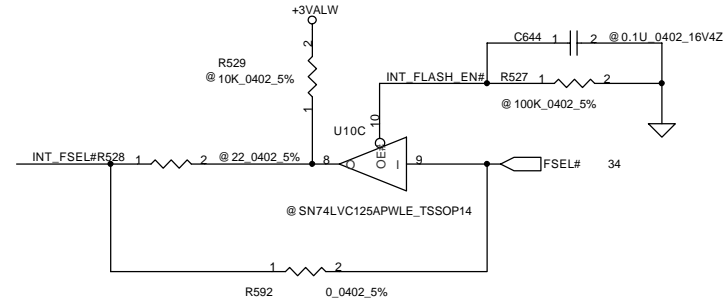 +3VALW
C644 1 2 @ 0.1U_0402_16V4Z
2
R529
@ 10K_0402_5%
1
INT_FLASH_EN# R527 1 2
@ 100K_0402_5%
10
U10C
OE#
INT_FSEL# R528 1 2 @ 22_0402_5% 8 O I 9 FSEL# 34
@ SN74LVC125APWLE_TSSOP14
1 2
R592 0_0402_5%